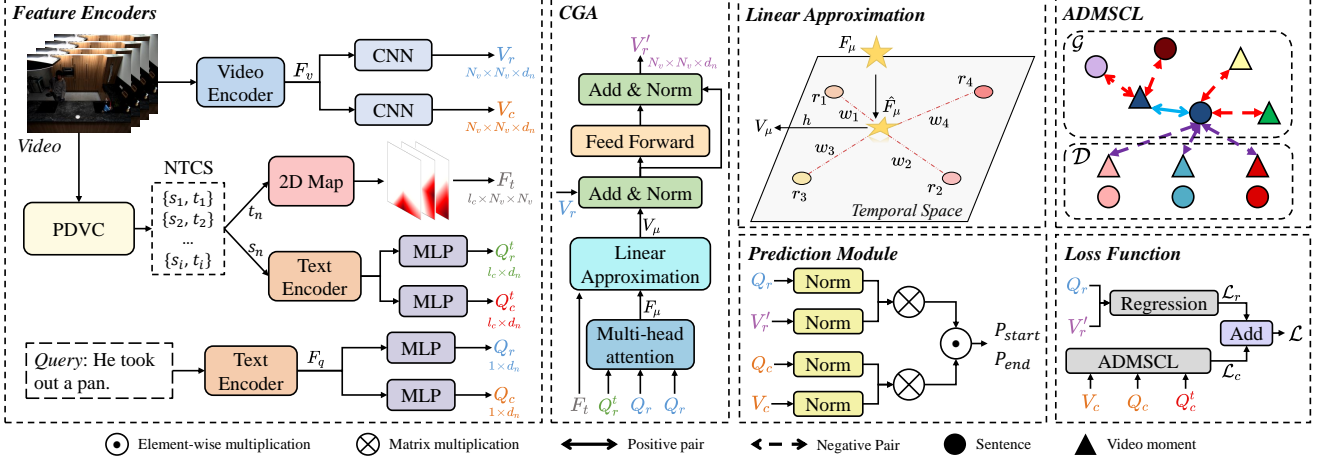 Feature Encoders
Video
Video Encoder
F_v
CNN
V_r
N_v × N_v × d_n
CNN
V_c
N_v × N_v × d_n
PDVC
NTCS
{s_1, t_1}
{s_2, t_2}
...
{s_i, t_i}
t_n
s_n
2D Map
F_t
l_c × N_v × N_v
Text Encoder
MLP
Q_r^t
l_c × d_n
MLP
Q_c^t
l_c × d_n
Query: He took
out a pan.
Text Encoder
F_q
MLP
Q_r
1 × d_n
MLP
Q_c
1 × d_n
CGA
V_r'
N_v × N_v × d_n
Add & Norm
Feed Forward
Add & Norm
V_r
V_μ
Linear
Approximation
F_μ
Multi-head
attention
F_t Q_r^t Q_r Q_r
Linear Approximation
F_μ
F̂_μ
r_1
r_4
w_1
w_4
V_μ
h
w_3
w_2
r_3
r_2
Temporal Space
Prediction Module
Q_r
Norm
V_r'
Norm
Q_c
Norm
V_c
Norm
P_start
P_end
ADMSCL
𝒢
𝒟
Loss Function
Q_r
V_r'
Regression
ℒ_r
Add
ℒ
ADMSCL
ℒ_c
V_c Q_c Q_c^t
Element-wise multiplication
Matrix multiplication
Positive pair
Negative Pair
Sentence
Video moment